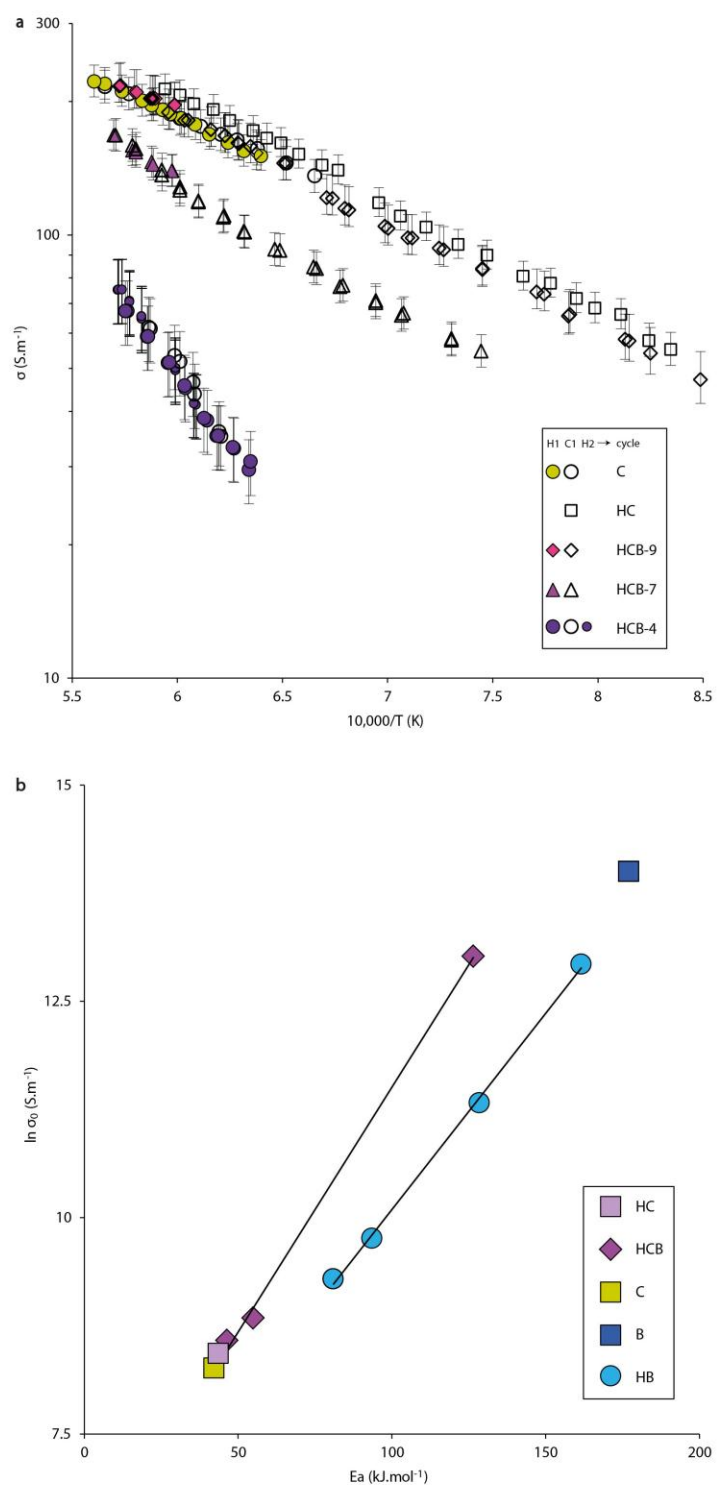 a
300
100
10
σ (S.m⁻¹)
5.5 6 6.5 7 7.5 8 8.5
10,000/T (K)
H1 C1 H2 → cycle
C
HC
HCB-9
HCB-7
HCB-4
b
15
12.5
10
7.5
ln σ₀ (S.m⁻¹)
0 50 100 150 200
Ea (kJ.mol⁻¹)
HC
HCB
C
B
HB